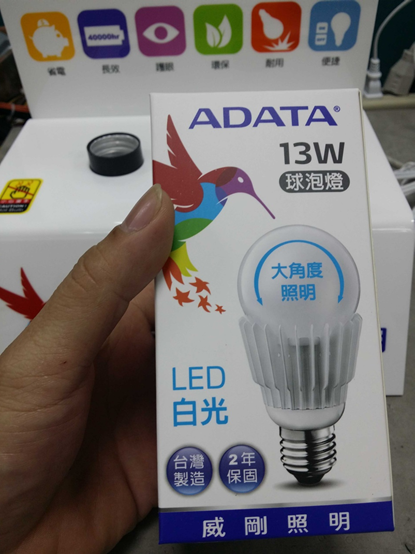 40000hr
省電
長效
護眼
環保
耐用
便捷
ADATA®
13W
球泡燈
大角度
照明
LED
白光
台灣
製造
2年
保固
威剛照明